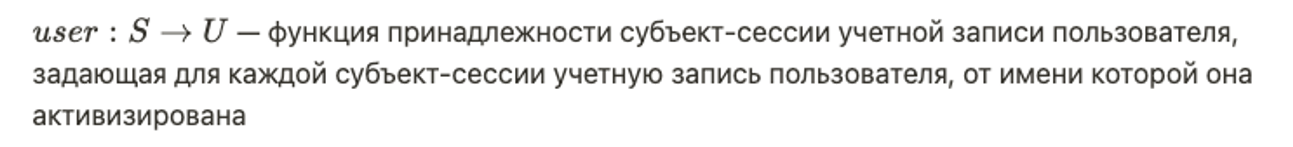 user : S → U — функция принадлежности субъект-сессии учетной записи пользователя,
задающая для каждой субъект-сессии учетную запись пользователя, от имени которой она
активизирована